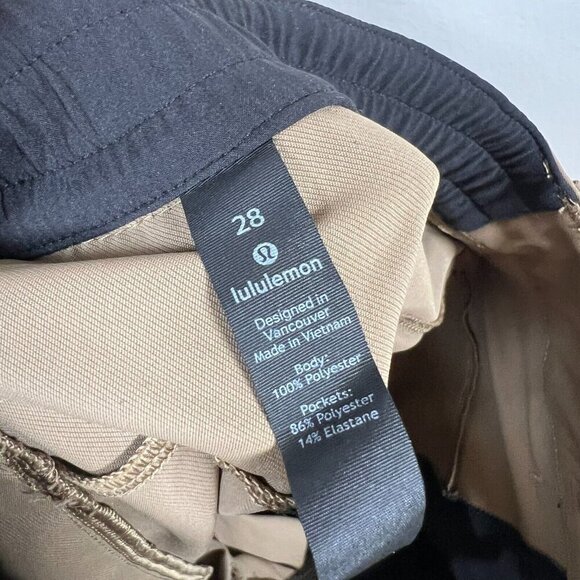 28
lululemon
Designed in
Vancouver
Made in Vietnam
Body:
100% Polyester
Pockets:
86% Polyester
14% Elastane